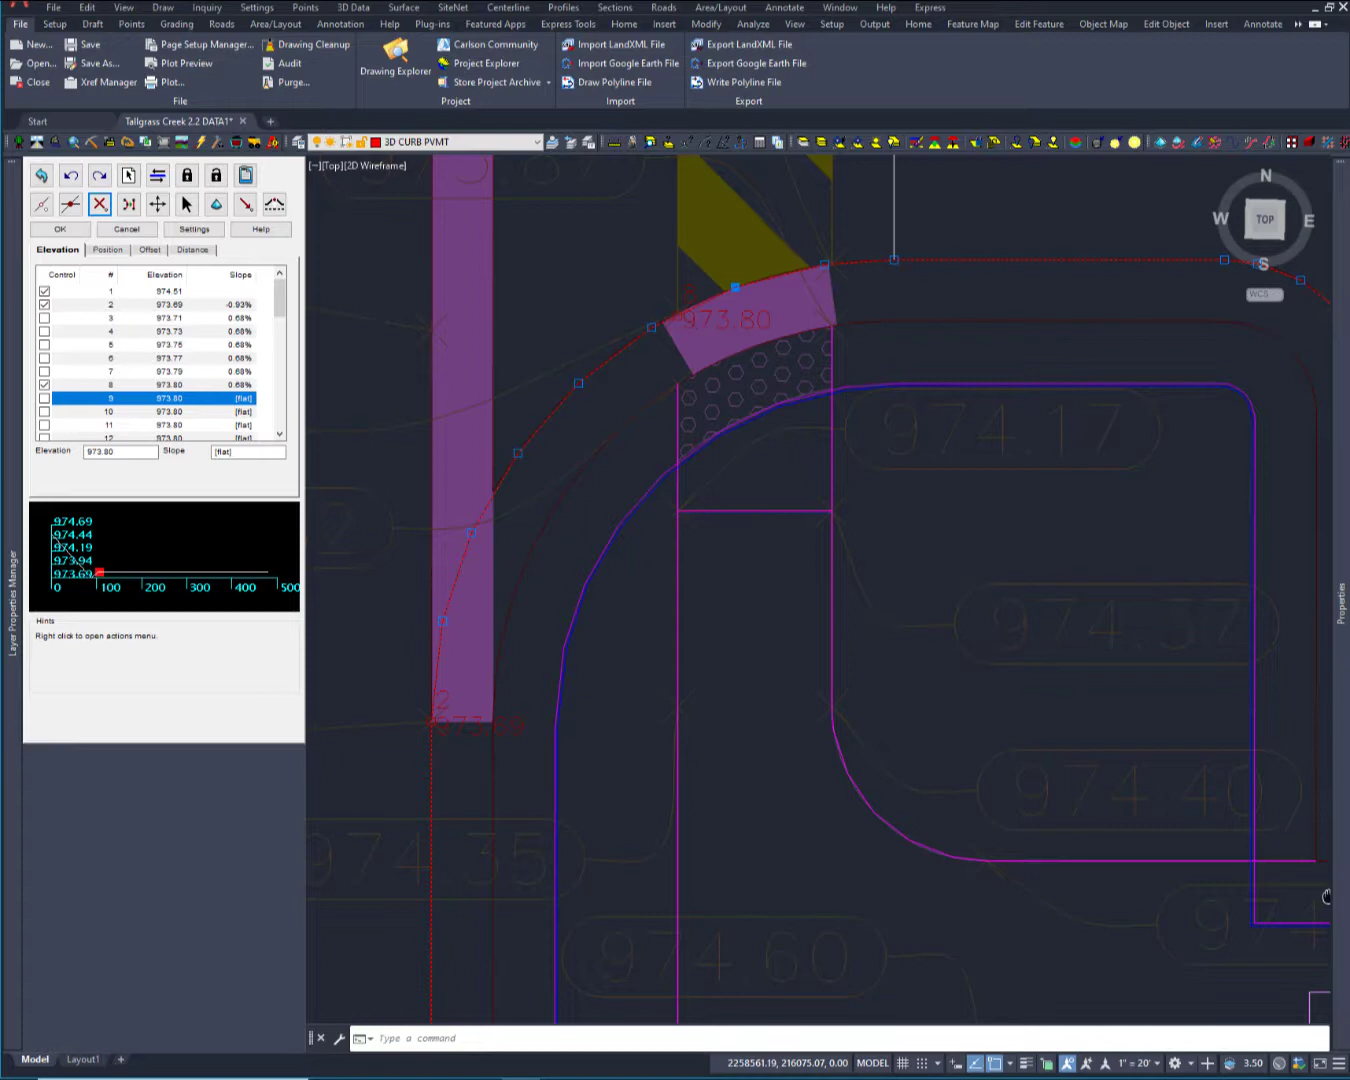 File Edit View Draw Inquiry Settings Points 3D Data Surface SiteNet Centerline Profiles Sections Roads Area/Layout Annotate Window Help Express
File Setup Draft Points Grading Roads Area/Layout Annotation Help Plug-ins Featured Apps Express Tools Home Insert Modify Analyze View Setup Output Home Feature Map Edit Feature Object Map Edit Object Insert Annotate
New... Save Page Setup Manager... Drawing Cleanup Carlson Community Import LandXML File Export LandXML File
Open... Save As... Plot Preview Audit Drawing Explorer Project Explorer Import Google Earth File Export Google Earth File
Close Xref Manager Plot... Purge... Store Project Archive Draw Polyline File Write Polyline File
File Project Import Export
Start Tallgrass Creek 2.2 DATA1*
3D CURB PVMT
[−][Top][2D Wireframe]
OK Cancel Settings Help
Elevation Position Offset Distance
Control # Elevation Slope
1 974.51
2 973.69 -0.93%
3 973.71 0.68%
4 973.73 0.68%
5 973.75 0.68%
6 973.77 0.68%
7 973.79 0.68%
8 973.80 0.68%
9 973.80 [flat]
10 973.80 [flat]
11 973.80 [flat]
12 973.80 [flat]
Elevation 973.80 Slope [flat]
974.69
974.44
974.19
973.94
973.69
0 100 200 300 400 500
Hints
Right click to open actions menu.
Layer Properties Manager
Properties
N
W TOP E
S
WCS
8
973.80
974.17
974.37
2
973.69
974.40
974.35
974.60
974
Type a command
Model Layout1
2258561.19, 216075.07, 0.00 MODEL 1" = 20' 3.50